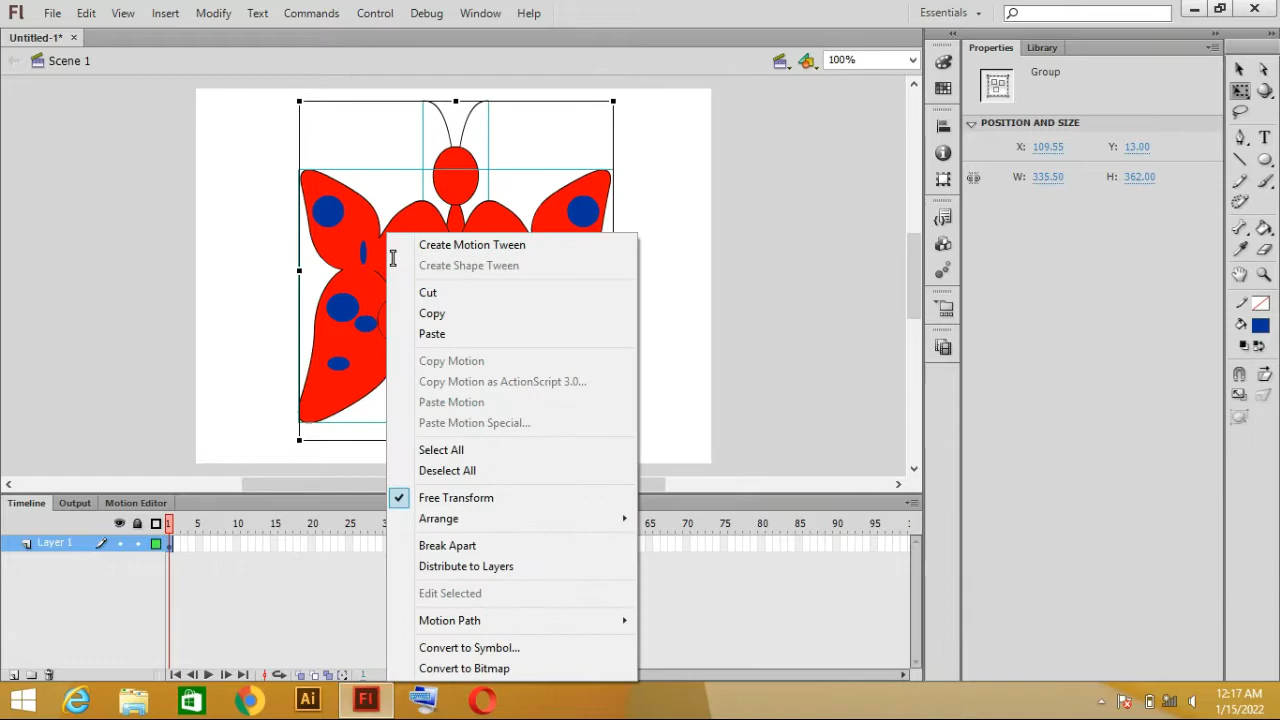 Fl File Edit View Insert Modify Text Commands Control Debug Window Help Essentials
Untitled-1* ×
Scene 1 100%
Properties Library
Group
POSITION AND SIZE
X: 109.55 Y: 13.00
W: 335.50 H: 362.00
Create Motion Tween
Create Shape Tween
Cut
Copy
Paste
Copy Motion
Copy Motion as ActionScript 3.0...
Paste Motion
Paste Motion Special...
Select All
Deselect All
Free Transform
Arrange
Break Apart
Distribute to Layers
Edit Selected
Motion Path
Convert to Symbol...
Convert to Bitmap
Timeline Output Motion Editor
1 5 10 15 20 25 65 70 75 80 85 90 95
Layer 1
1
Ai Fl
12:17 AM
1/15/2022